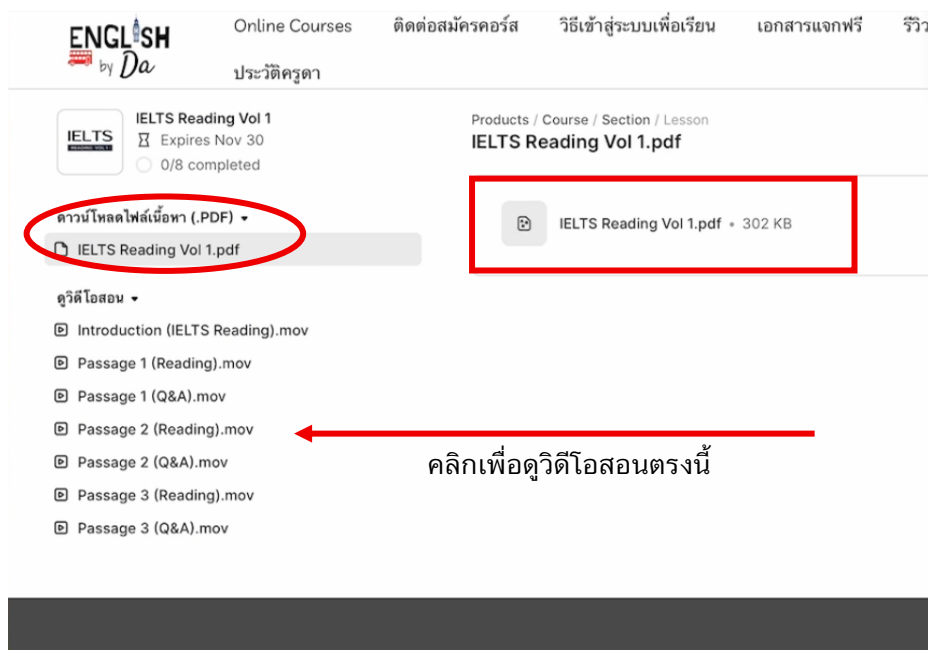 ENGLISH
by Da
Online Courses
ติดต่อสมัครคอร์ส
วิธีเข้าสู่ระบบเพื่อเรียน
เอกสารแจกฟรี
รีวิว
ประวัติครูดา
IELTS
READING VOL 1
IELTS Reading Vol 1
Expires Nov 30
0/8 completed
ดาวน์โหลดไฟล์เนื้อหา (.PDF)
IELTS Reading Vol 1.pdf
ดูวิดีโอสอน
Introduction (IELTS Reading).mov
Passage 1 (Reading).mov
Passage 1 (Q&A).mov
Passage 2 (Reading).mov
Passage 2 (Q&A).mov
Passage 3 (Reading).mov
Passage 3 (Q&A).mov
Products / Course / Section / Lesson
IELTS Reading Vol 1.pdf
IELTS Reading Vol 1.pdf • 302 KB
คลิกเพื่อดูวิดีโอสอนตรงนี้